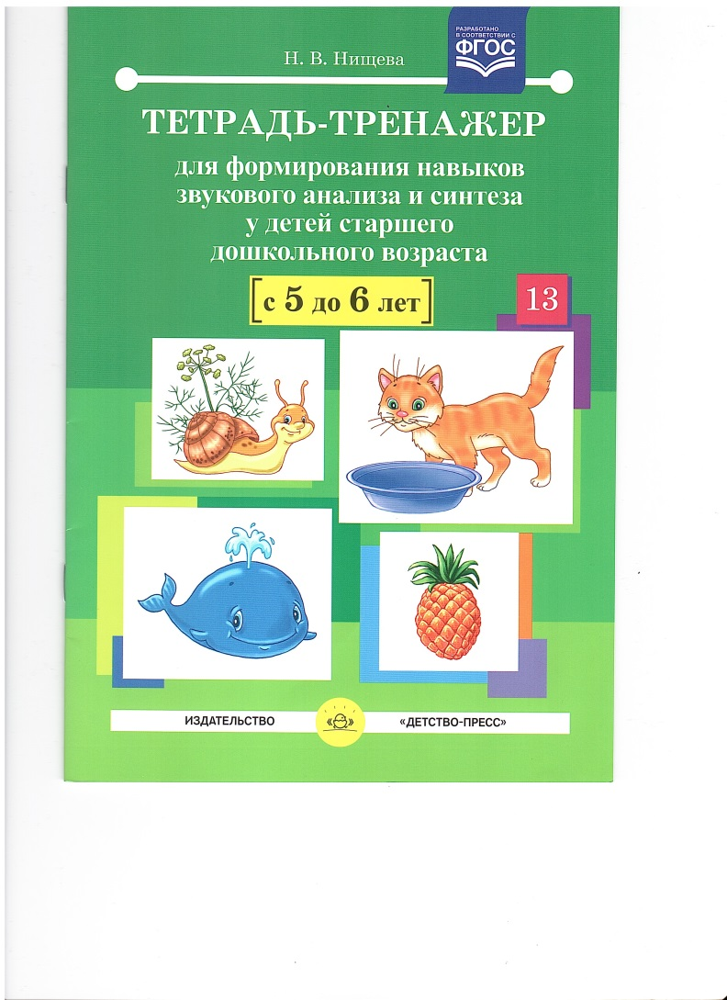 РАЗРАБОТАНО
В СООТВЕТСТВИИ С
ФГОС
Н. В. Нищева
ТЕТРАДЬ-ТРЕНАЖЕР
для формирования навыков
звукового анализа и синтеза
у детей старшего
дошкольного возраста
[с 5 до 6 лет]
13
ИЗДАТЕЛЬСТВО «ДЕТСТВО-ПРЕСС»